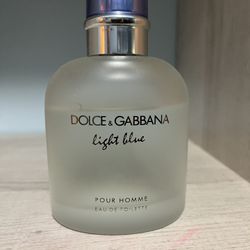 DOLCE & GABBANA
light blue
POUR HOMME
EAU DE TOILETTE